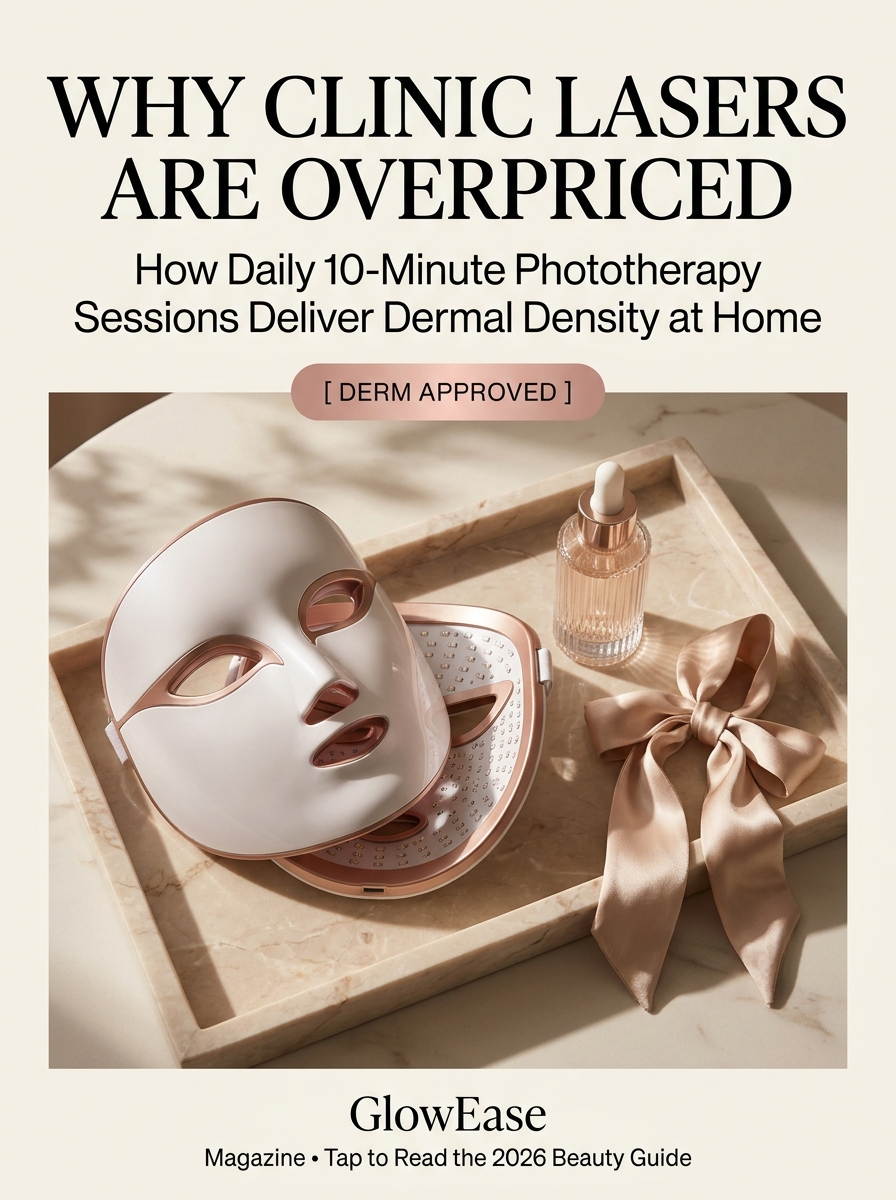 WHY CLINIC LASERS
ARE OVERPRICED
How Daily 10-Minute Phototherapy
Sessions Deliver Dermal Density at Home
[ DERM APPROVED ]
GlowEase
Magazine • Tap to Read the 2026 Beauty Guide